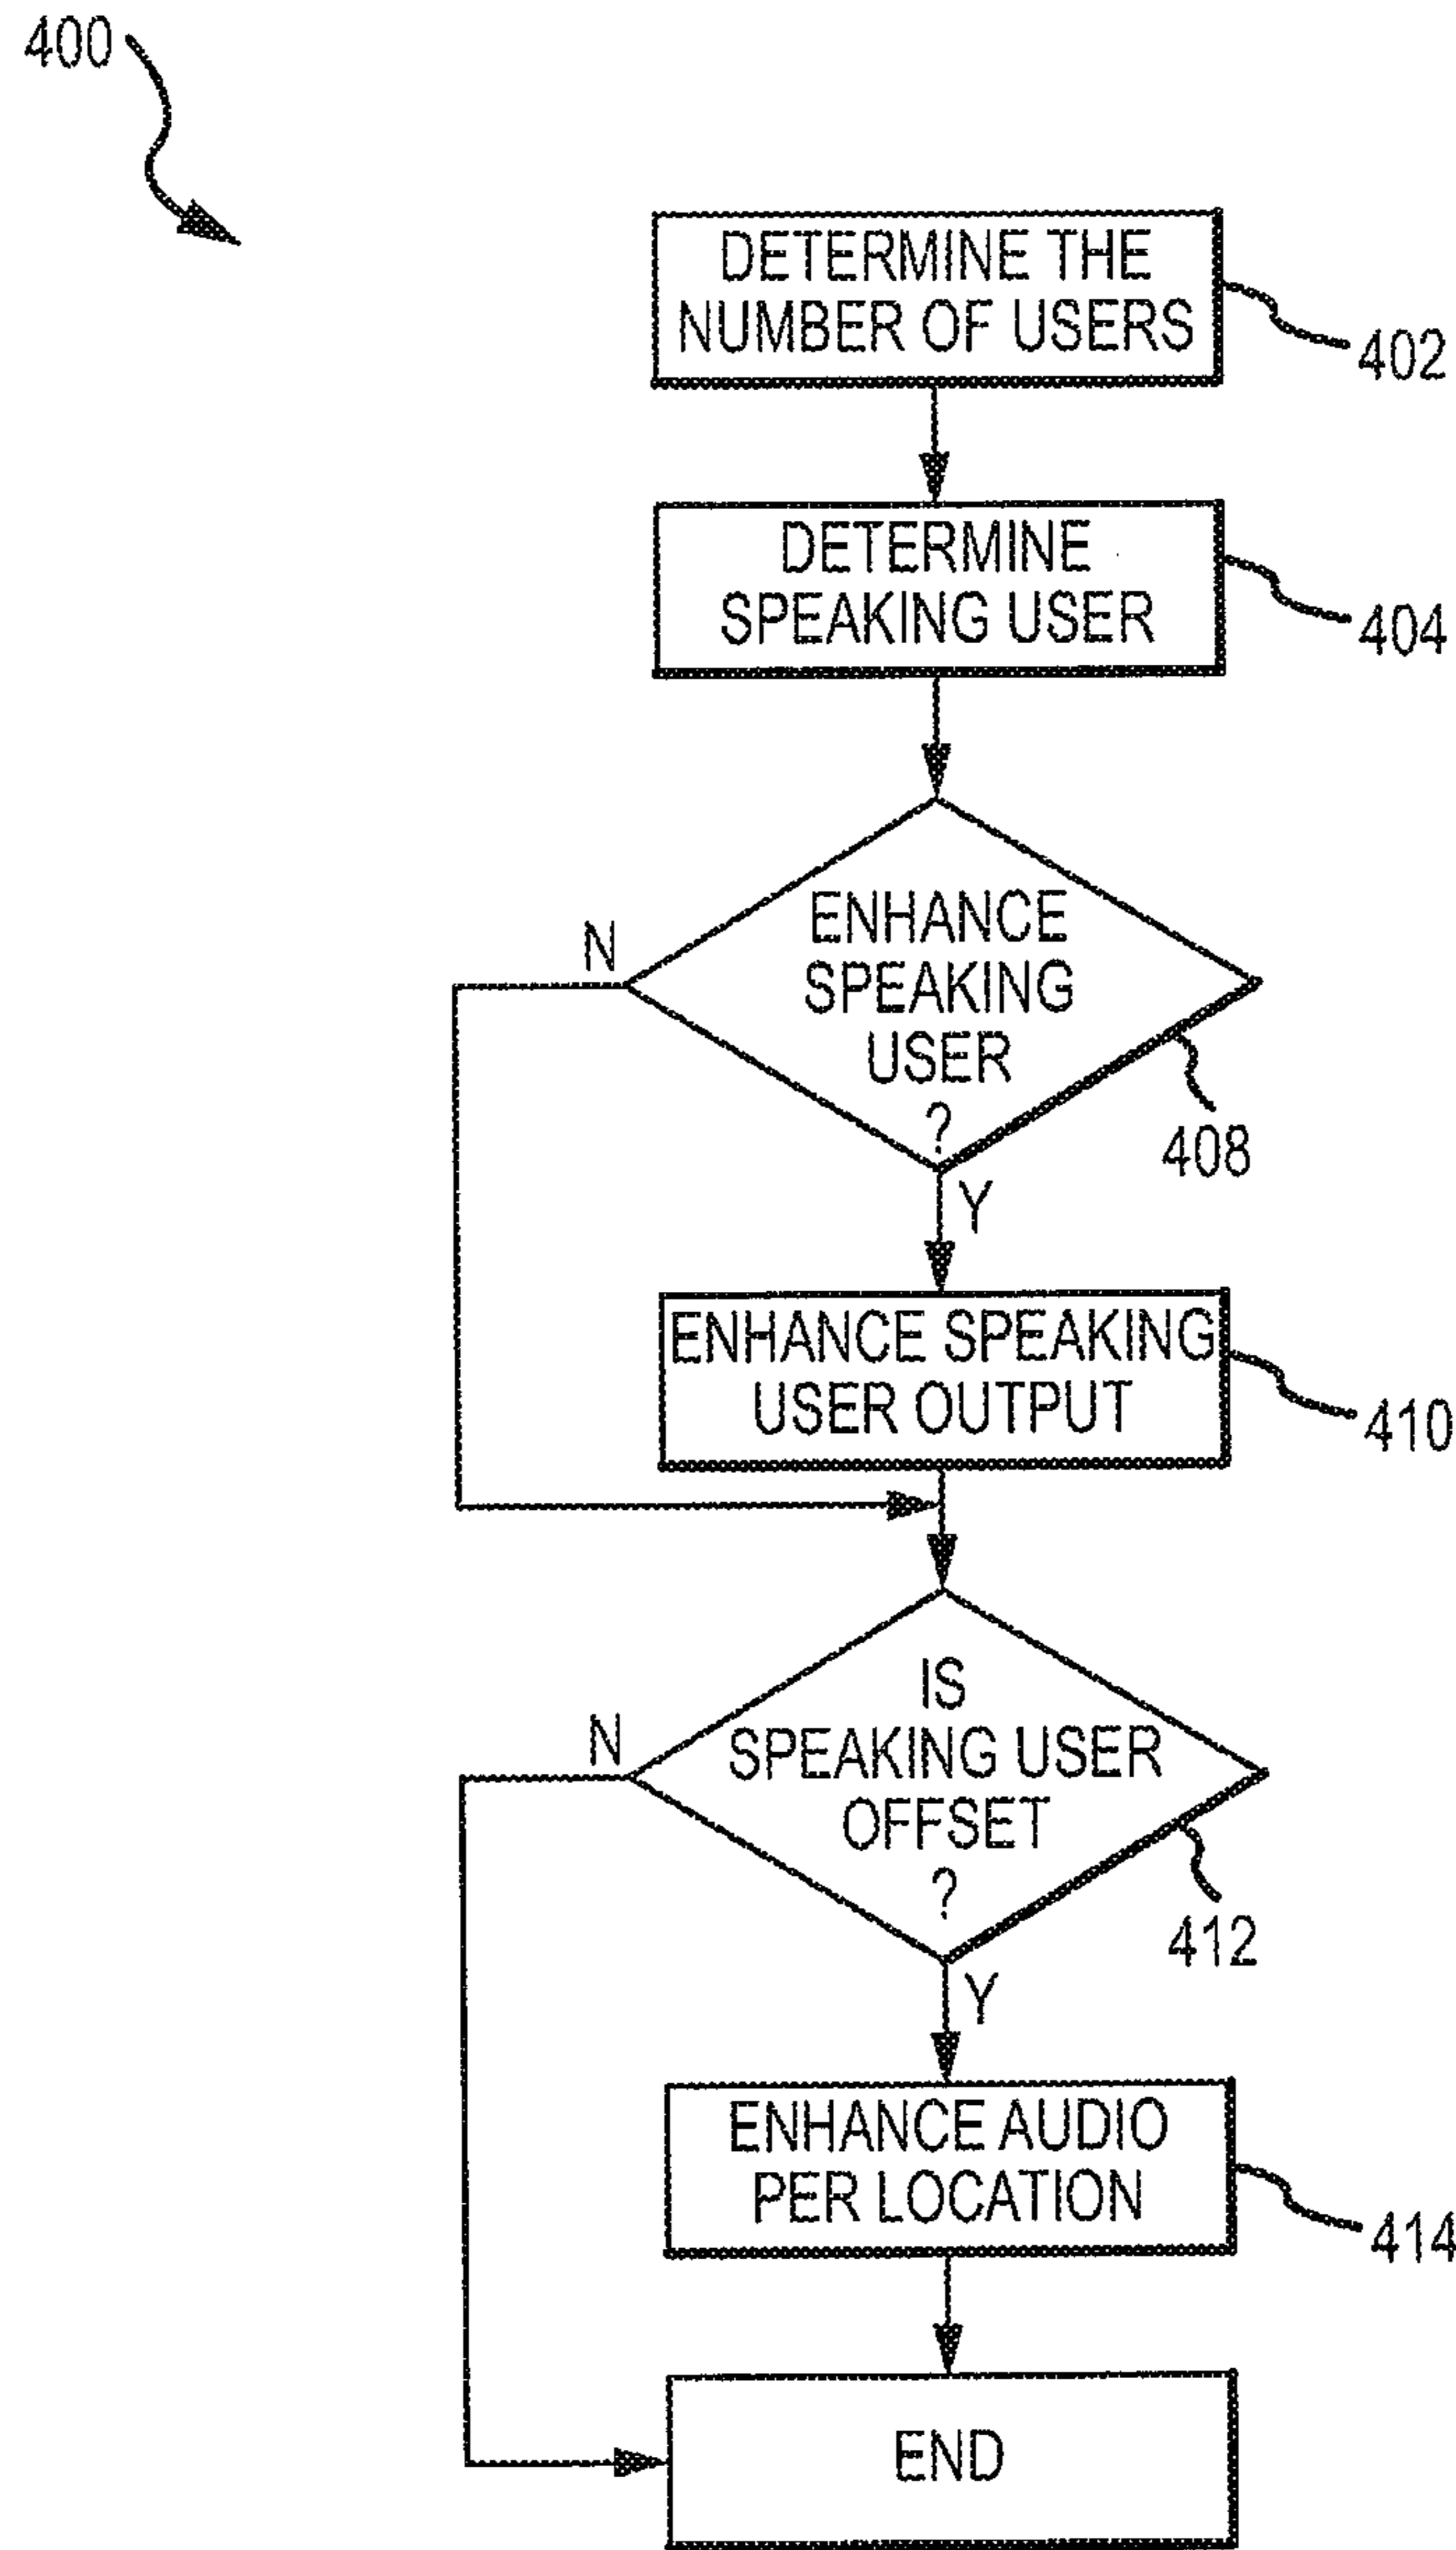 400
DETERMINE THE
NUMBER OF USERS
402
DETERMINE
SPEAKING USER
404
ENHANCE
SPEAKING
USER
?
N
408
Y
ENHANCE SPEAKING
USER OUTPUT
410
IS
SPEAKING USER
OFFSET
?
N
412
Y
ENHANCE AUDIO
PER LOCATION
414
END